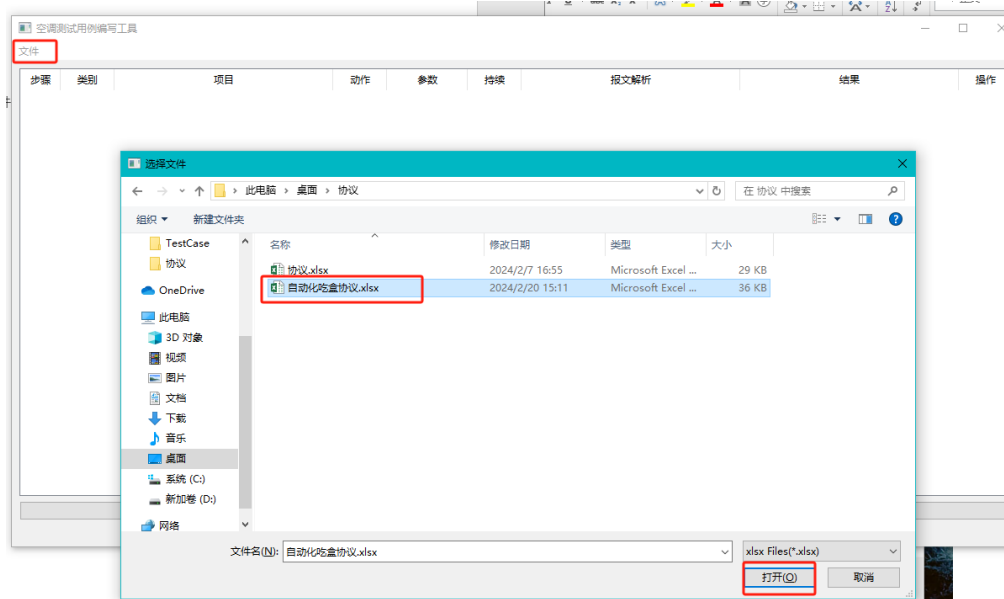 空调测试用例编写工具
文件
步骤 类别 项目 动作 参数 持续 报文解析 结果 操作
选择文件
此电脑 › 桌面 › 协议
在 协议 中搜索
组织 新建文件夹
名称 修改日期 类型 大小
TestCase
协议
OneDrive
此电脑
3D 对象
视频
图片
文档
下载
音乐
桌面
系统 (C:)
新加卷 (D:)
网络
协议.xlsx 2024/2/7 16:55 Microsoft Excel ... 29 KB
自动化吃盒协议.xlsx 2024/2/20 15:11 Microsoft Excel ... 36 KB
文件名(N): 自动化吃盒协议.xlsx xlsx Files(*.xlsx)
打开(O) 取消